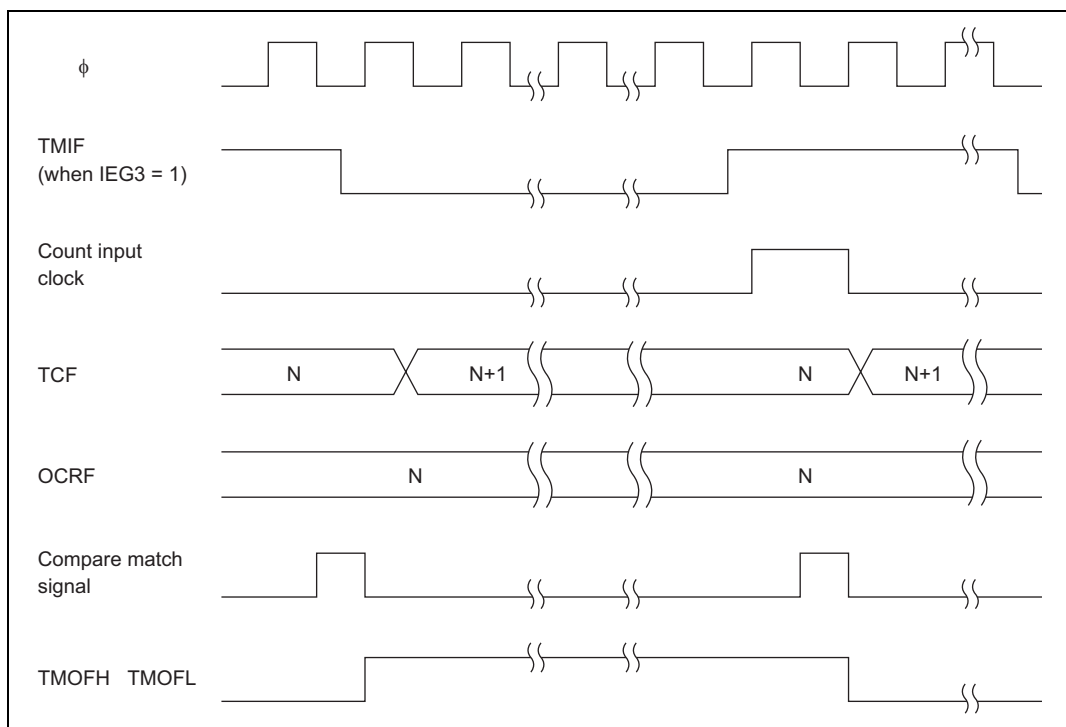 ϕ
TMIF
(when IEG3 = 1)
Count input
clock
TCF
N
N+1
N
N+1
OCRF
N
N
Compare match
signal
TMOFH TMOFL